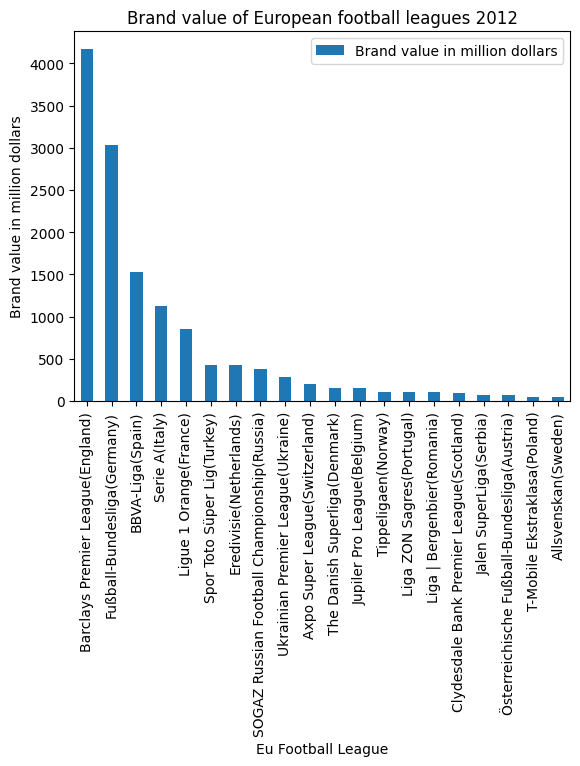 Brand value of European football leagues 2012
Brand value in million dollars
Brand value in million dollars
4000
3500
3000
2500
2000
1500
1000
500
0
Barclays Premier League(England)
Fußball-Bundesliga(Germany)
BBVA-Liga(Spain)
Serie A(Italy)
Ligue 1 Orange(France)
Spor Toto Süper Lig(Turkey)
Eredivisie(Netherlands)
SOGAZ Russian Football Championship(Russia)
Ukrainian Premier League(Ukraine)
Axpo Super League(Switzerland)
The Danish Superliga(Denmark)
Jupiler Pro League(Belgium)
Tippeligaen(Norway)
Liga ZON Sagres(Portugal)
Liga | Bergenbier(Romania)
Clydesdale Bank Premier League(Scotland)
Jalen SuperLiga(Serbia)
Österreichische Fußball-Bundesliga(Austria)
T-Mobile Ekstraklasa(Poland)
Allsvenskan(Sweden)
Eu Football League